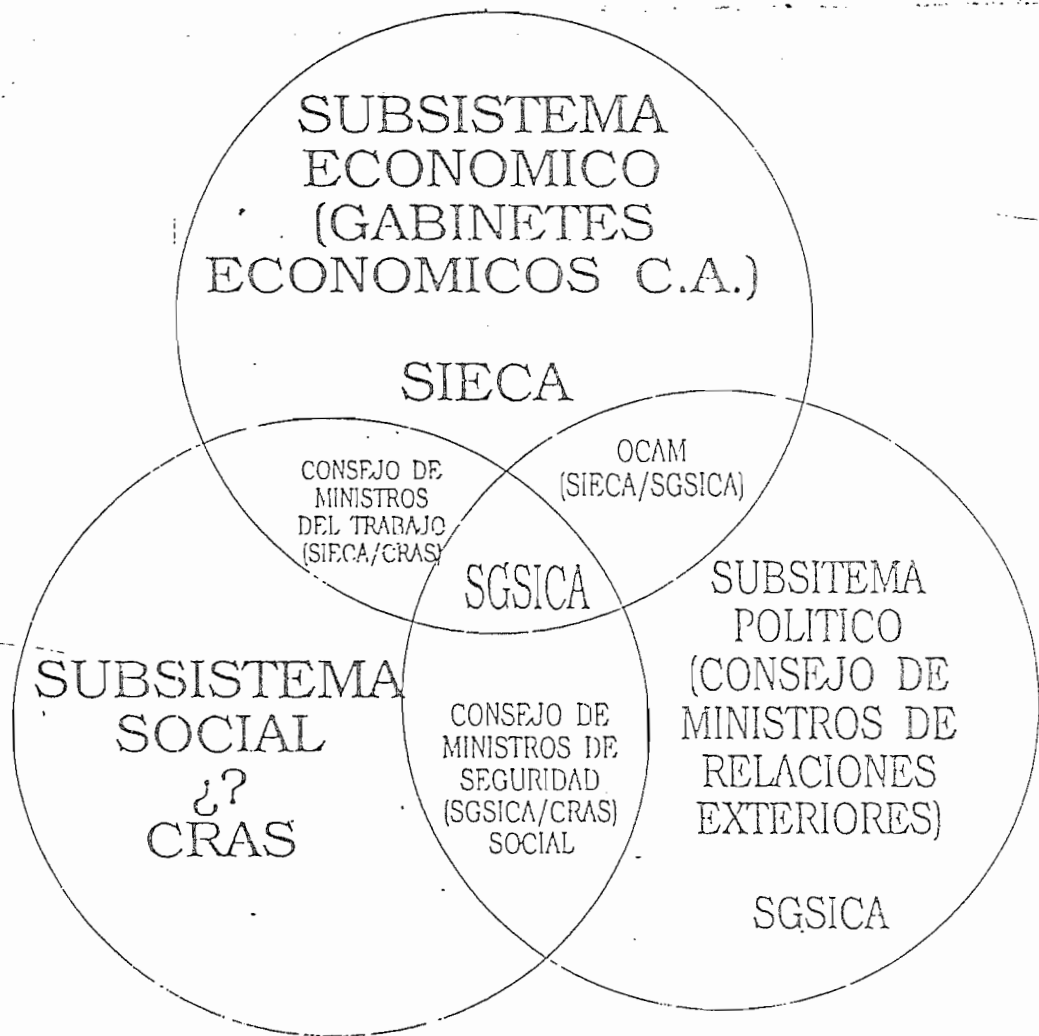 SUBSISTEMA
ECONOMICO
(GABINETES
ECONOMICOS C.A.)
SIECA
CONSEJO DE
MINISTROS
DEL TRABAJO
(SIECA/CRAS)
OCAM
(SIECA/SGSICA)
SGSICA
SUBSISTEMA
SOCIAL
¿?
CRAS
CONSEJO DE
MINISTROS DE
SEGURIDAD
(SGSICA/CRAS)
SOCIAL
SUBSITEMA
POLITICO
(CONSEJO DE
MINISTROS DE
RELACIONES
EXTERIORES)
SGSICA